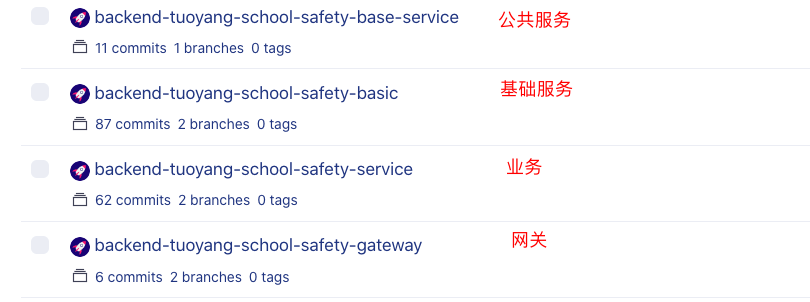 backend-tuoyang-school-safety-base-service 公共服务
11 commits 1 branches 0 tags
backend-tuoyang-school-safety-basic 基础服务
87 commits 2 branches 0 tags
backend-tuoyang-school-safety-service 业务
62 commits 2 branches 0 tags
backend-tuoyang-school-safety-gateway 网关
6 commits 2 branches 0 tags